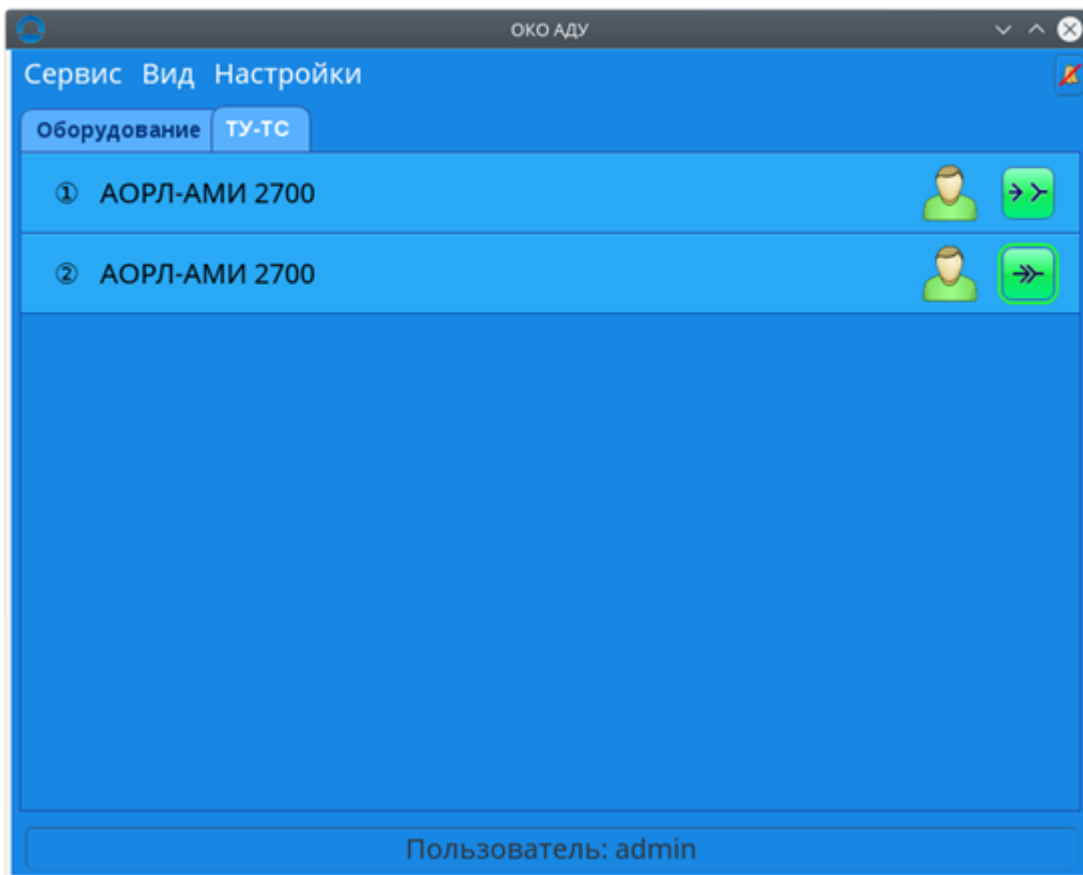 ОКО АДУ
Сервис Вид Настройки
Оборудование ТУ-ТС
① АОРЛ-АМИ 2700
② АОРЛ-АМИ 2700
Пользователь: admin